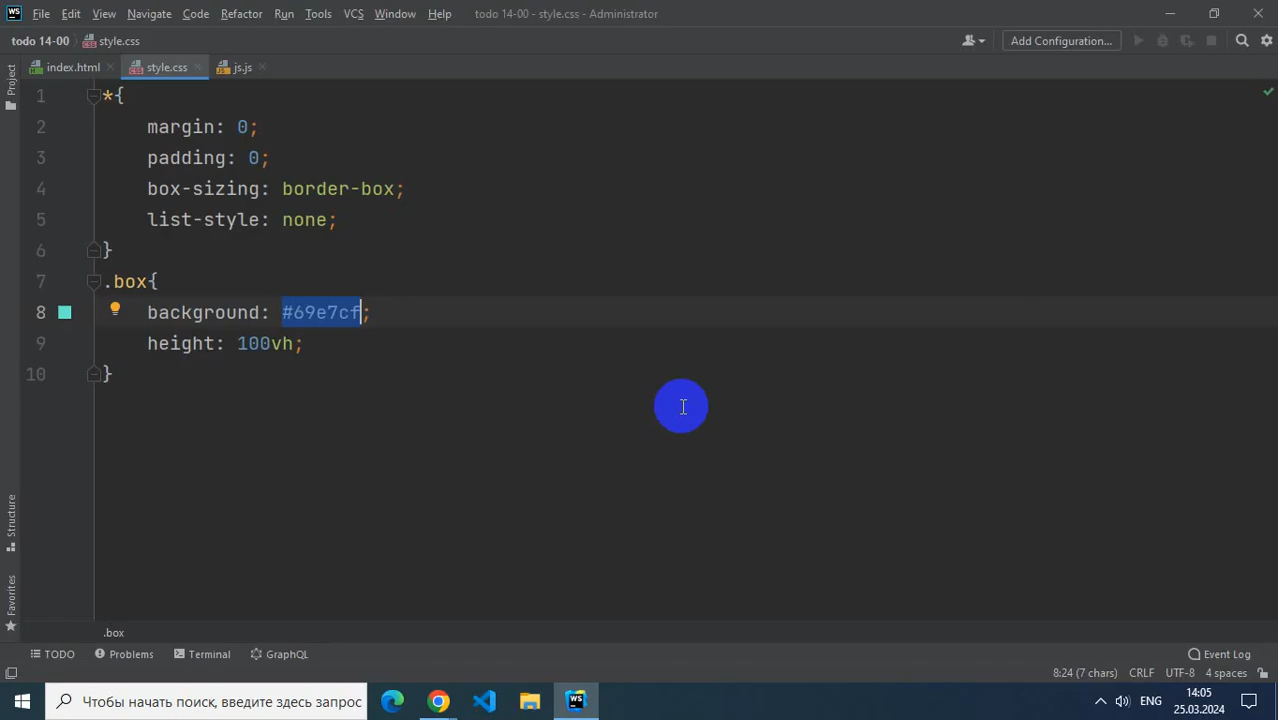 WS File Edit View Navigate Code Refactor Run Tools VCS Window Help todo 14-00 - style.css - Administrator
todo 14-00 style.css Add Configuration...
Project index.html style.css js.js
1 *{
2 margin: 0;
3 padding: 0;
4 box-sizing: border-box;
5 list-style: none;
6 }
7 .box{
8 background: #69e7cf;
9 height: 100vh;
10 }
Structure
Favorites
.box
TODO Problems Terminal GraphQL Event Log
8:24 (7 chars) CRLF UTF-8 4 spaces
Чтобы начать поиск, введите здесь запрос WS ENG 14:05
25.03.2024